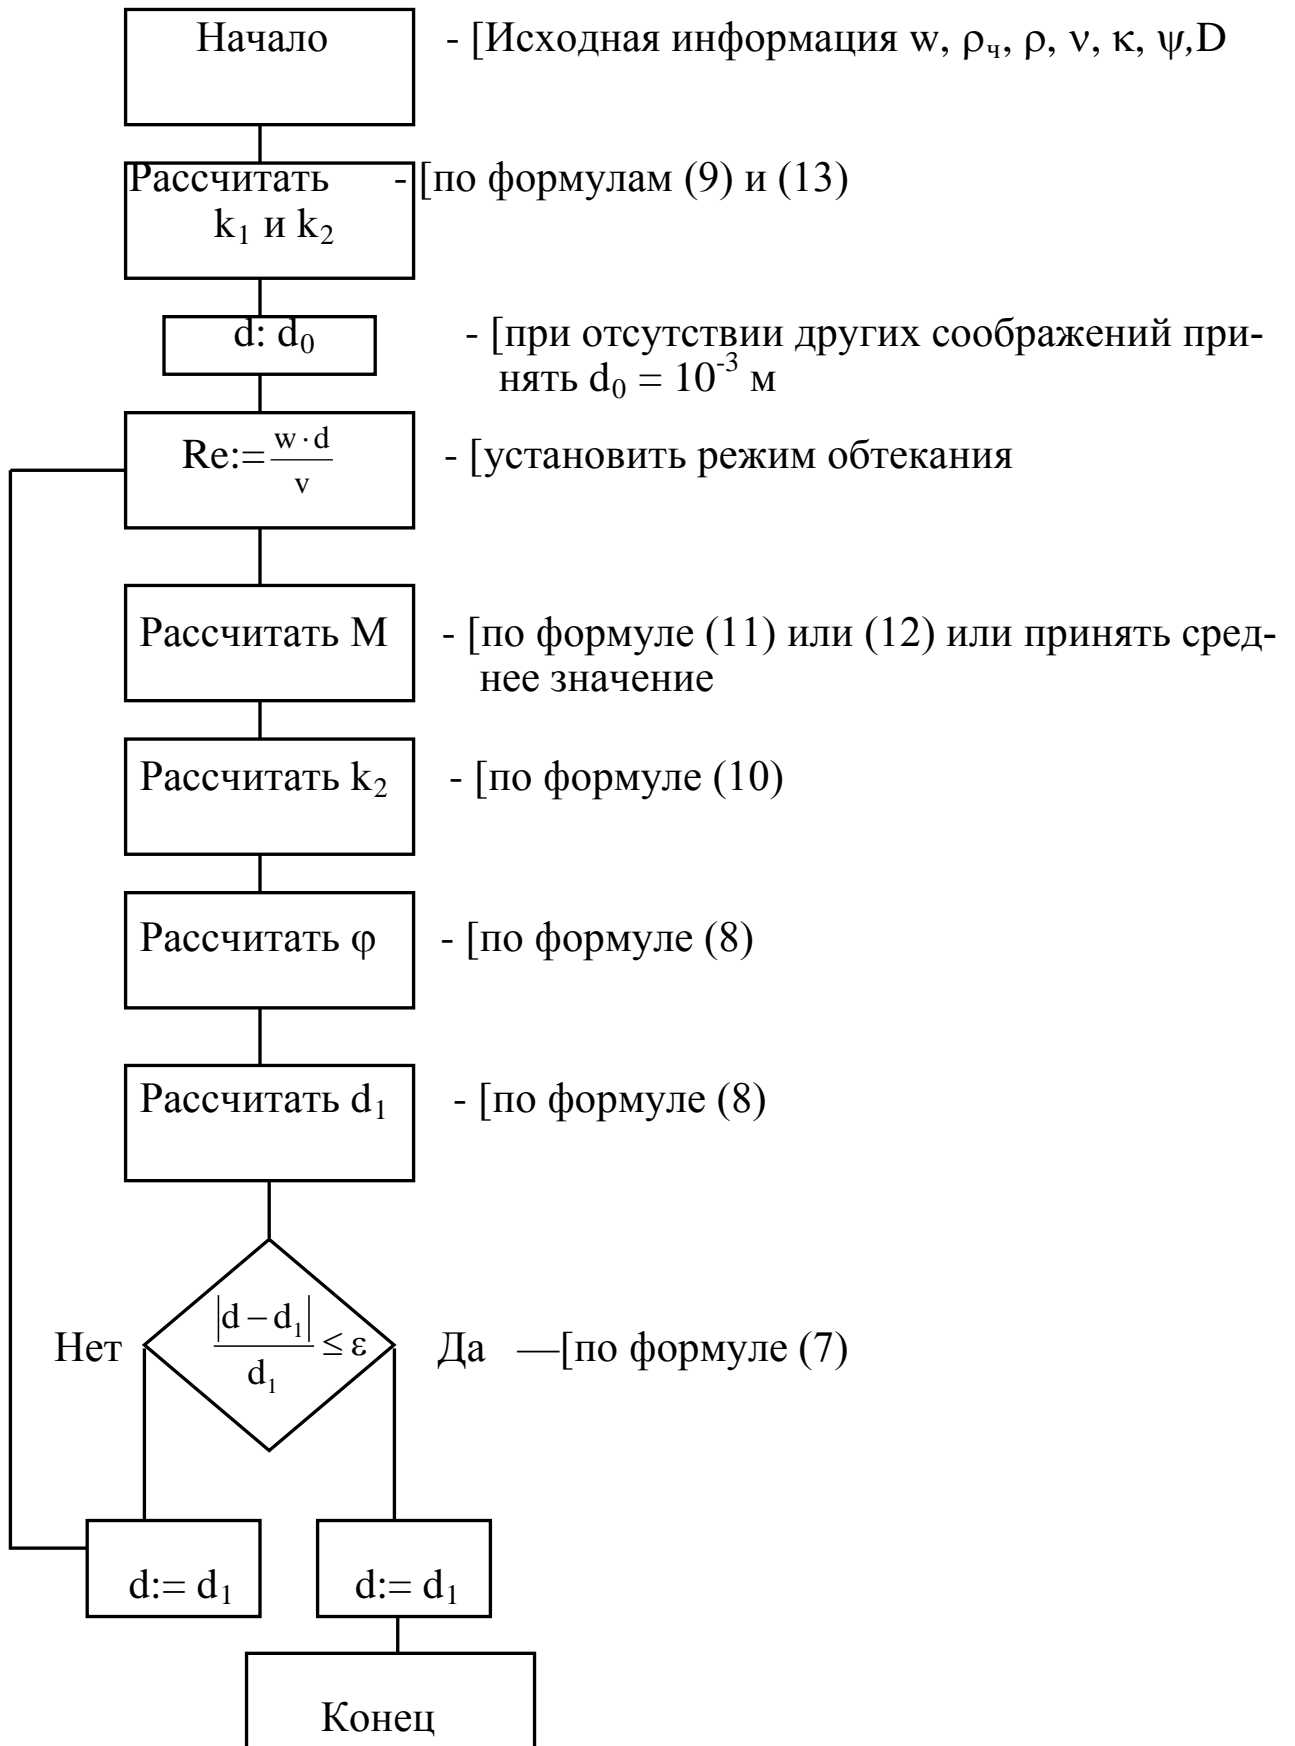 Начало - [Исходная информация w, ρч, ρ, ν, κ, ψ,D
Рассчитать - [по формулам (9) и (13)
k₁ и k₂
d: d₀ - [при отсутствии других соображений при-
нять d₀ = 10⁻³ м
Re:= w · d / ν - [установить режим обтекания
Рассчитать М - [по формуле (11) или (12) или принять сред-
нее значение
Рассчитать k₂ - [по формуле (10)
Рассчитать φ - [по формуле (8)
Рассчитать d₁ - [по формуле (8)
Нет |d − d₁| / d₁ ≤ ε Да —[по формуле (7)
d:= d₁ d:= d₁
Конец